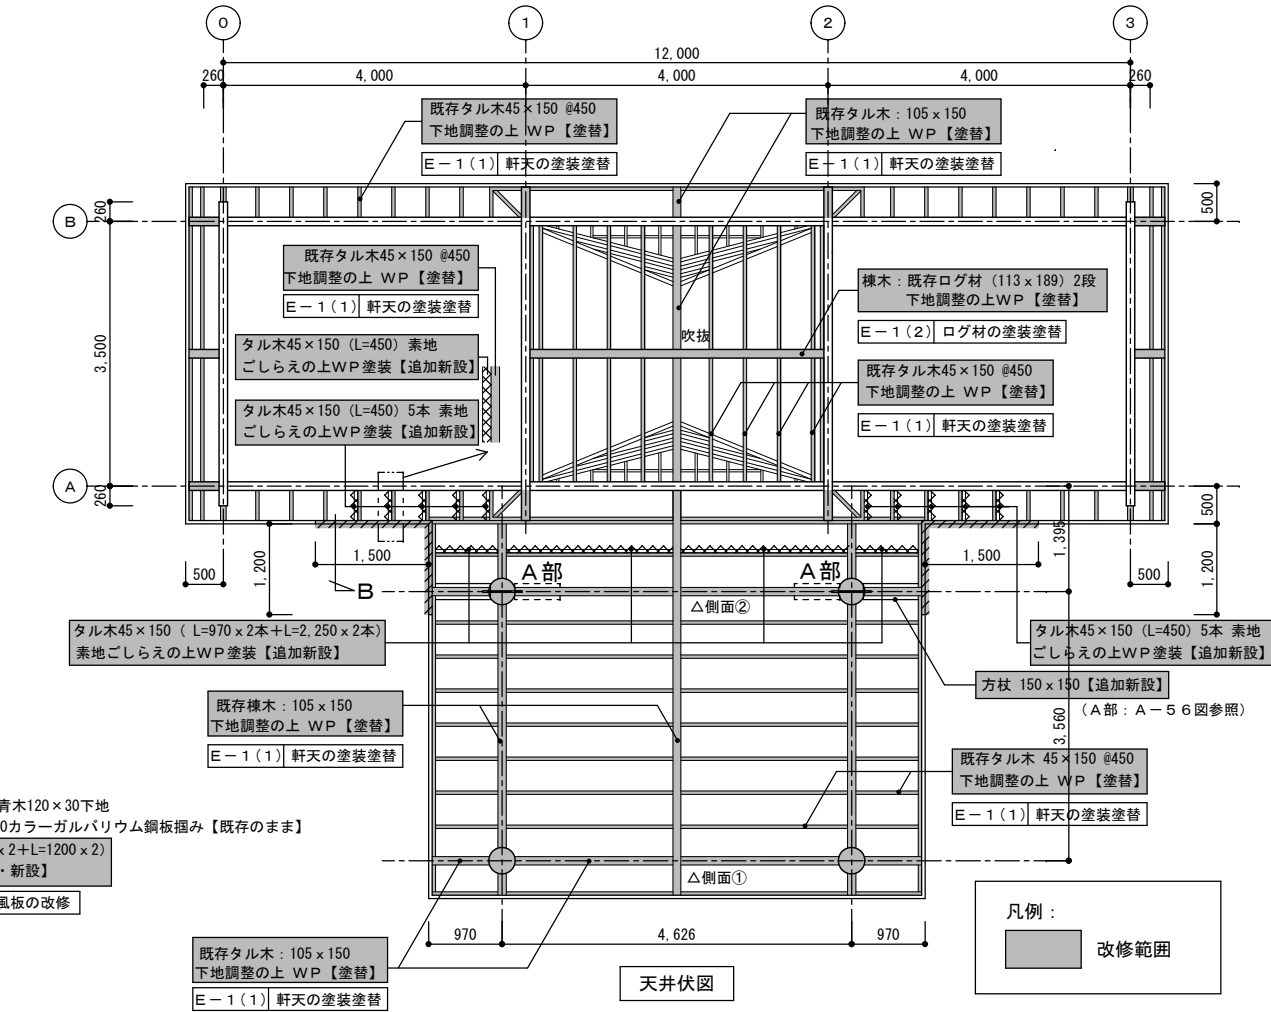 0
1
2
3
12,000
260
4,000
4,000
4,000
260
既存タル木45×150 @450
下地調整の上 WP【塗替】
E－1(1) 軒天の塗装塗替
既存タル木：105x150
下地調整の上 WP【塗替】
E－1(1) 軒天の塗装塗替
B
260
500
既存タル木45×150 @450
下地調整の上 WP【塗替】
E－1(1) 軒天の塗装塗替
棟木：既存ログ材（113x189）2段
下地調整の上WP【塗替】
E－1(2) ログ材の塗装塗替
吹抜
3,500
タル木45×150（L=450）素地
ごしらえの上WP塗装【追加新設】
既存タル木45×150 @450
下地調整の上 WP【塗替】
E－1(1) 軒天の塗装塗替
タル木45×150（L=450）5本 素地
ごしらえの上WP塗装【追加新設】
A
260
500
1,395
1,500
1,200
500
B
A部
A部
1,500
500
1,200
△側面②
タル木45×150（ L=970x2本＋L=2,250x2本）
素地ごしらえの上WP塗装【追加新設】
タル木45×150（L=450）5本 素地
ごしらえの上WP塗装【追加新設】
方杖 150x150【追加新設】
（A部：A－56図参照）
3,560
既存棟木：105x150
下地調整の上 WP【塗替】
E－1(1) 軒天の塗装塗替
既存タル木 45×150 @450
下地調整の上 WP【塗替】
E－1(1) 軒天の塗装塗替
青木120×30下地
0カラーガルバリウム鋼板掴み【既存のまま】
x2＋L=1200x2）
・新設】
風板の改修
△側面①
970
4,626
970
既存タル木：105x150
下地調整の上 WP【塗替】
E－1(1) 軒天の塗装塗替
天井伏図
凡例：
改修範囲